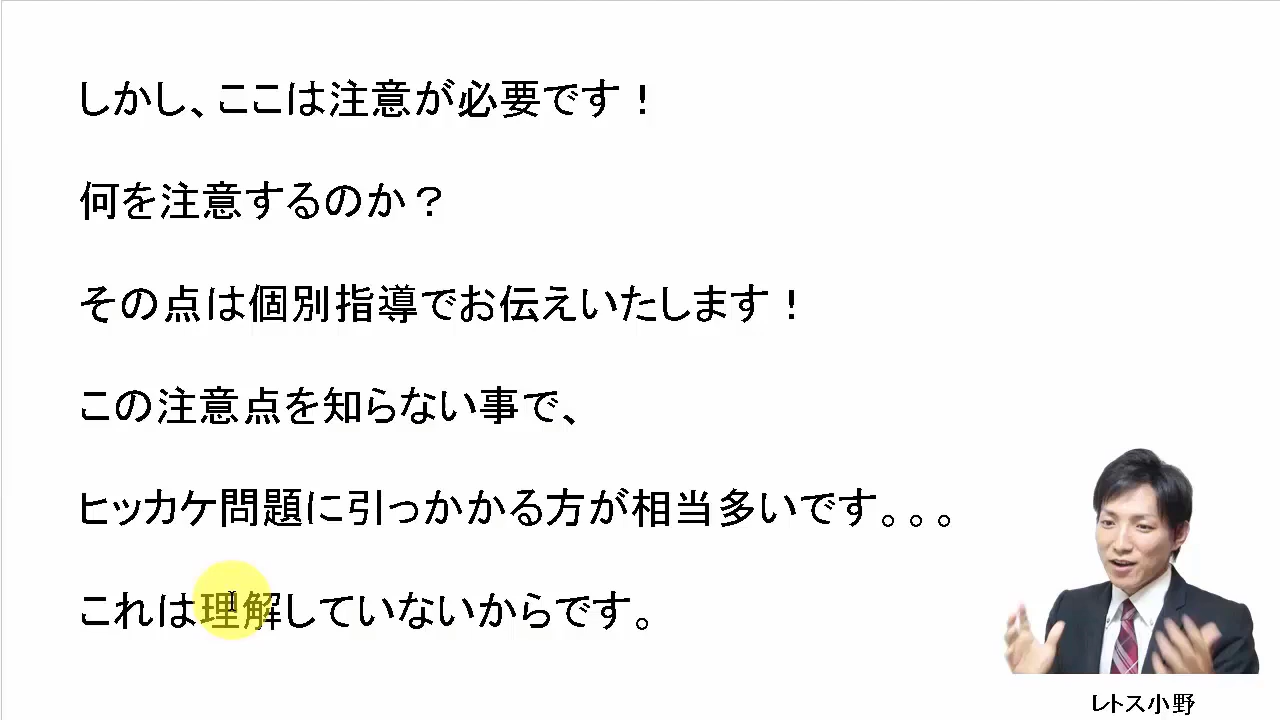 しかし、ここは注意が必要です！
何を注意するのか？
その点は個別指導でお伝えいたします！
この注意点を知らない事で、
ヒッカケ問題に引っかかる方が相当多いです。。。
これは理解していないからです。
レトス小野